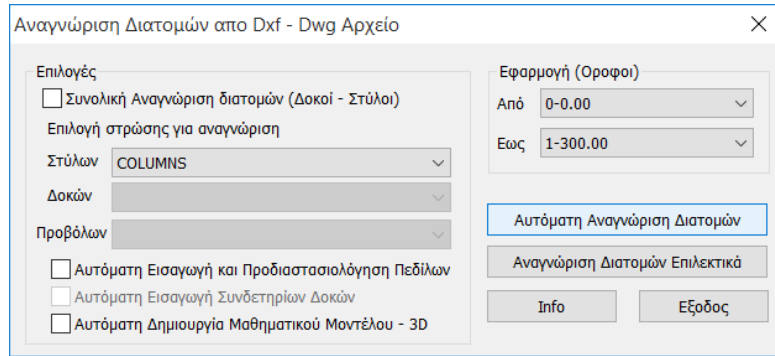 Αναγνώριση Διατομών απο Dxf - Dwg Αρχείο
Επιλογές
Συνολική Αναγνώριση διατομών (Δοκοί - Στύλοι)
Επιλογή στρώσης για αναγνώριση
Στύλων COLUMNS
Δοκών
Προβόλων
Αυτόματη Εισαγωγή και Προδιαστασιολόγηση Πεδίλων
Αυτόματη Εισαγωγή Συνδετηρίων Δοκών
Αυτόματη Δημιουργία Μαθηματικού Μοντέλου - 3D
Εφαρμογή (Οροφοι)
Από 0-0.00
Εως 1-300.00
Αυτόματη Αναγνώριση Διατομών
Αναγνώριση Διατομών Επιλεκτικά
Info Εξοδος